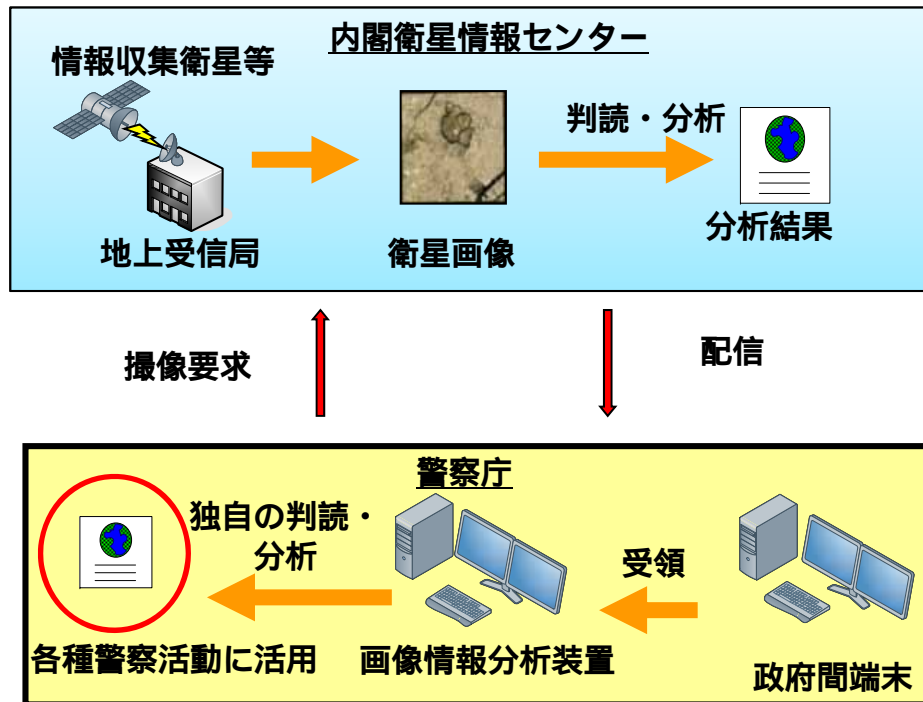 内閣衛星情報センター
情報収集衛星等
判読・分析
地上受信局
衛星画像
分析結果
撮像要求
配信
警察庁
独自の判読・
分析
受領
各種警察活動に活用
画像情報分析装置
政府間端末